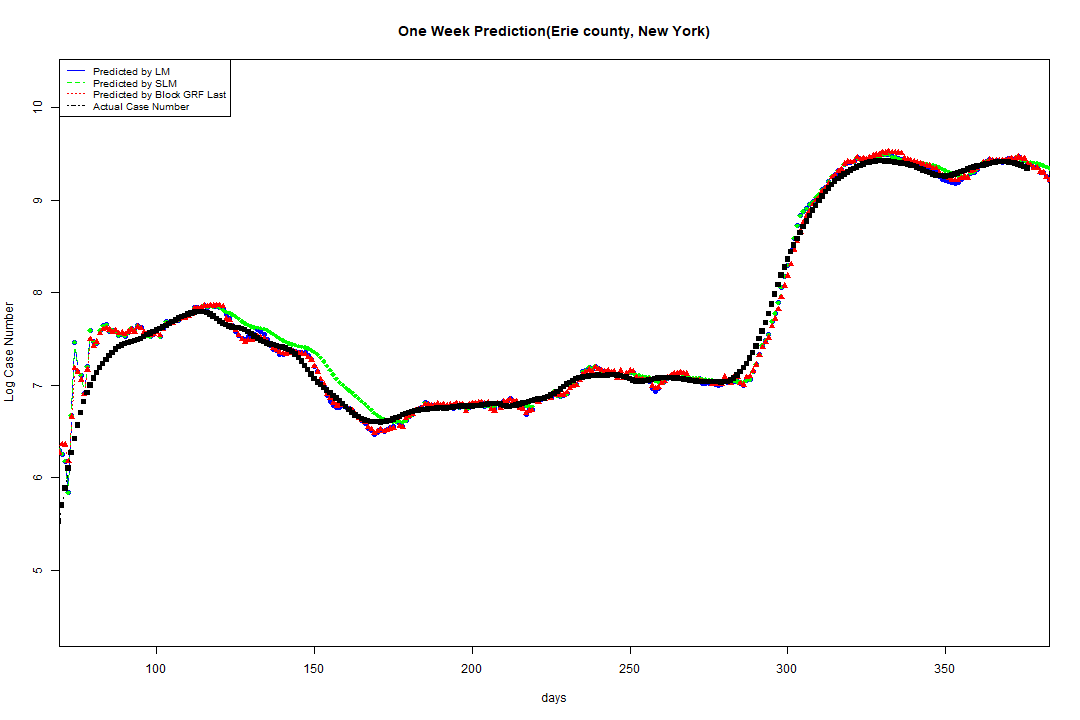 One Week Prediction(Erie county, New York)
Predicted by LM
Predicted by SLM
Predicted by Block GRF Last
Actual Case Number
10
9
8
7
6
5
Log Case Number
100 150 200 250 300 350
days